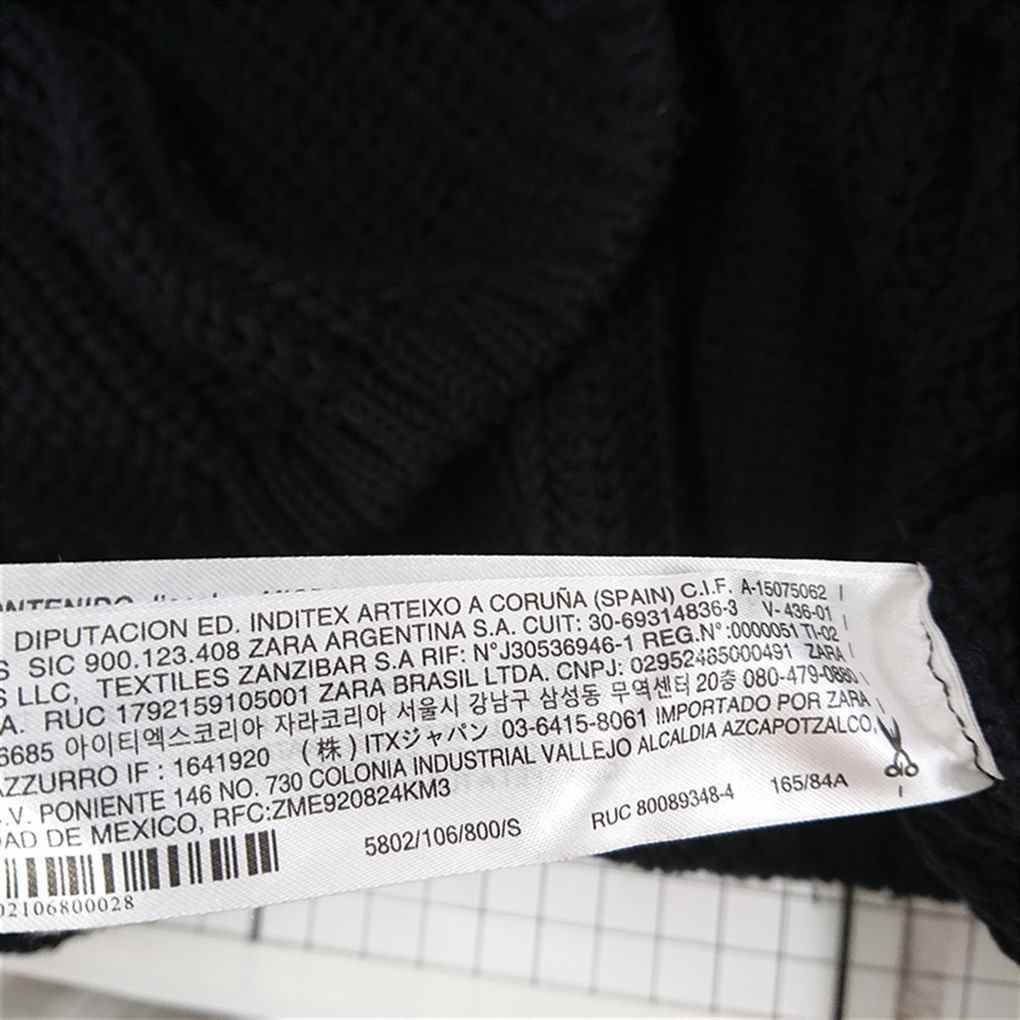 DIPUTACION ED. INDITEX ARTEIXO A CORUÑA (SPAIN) C.I.F. A-15075062
SIC 900.123.408 ZARA ARGENTINA S.A. CUIT: 30-69314836-3 V-436-01
S LLC, TEXTILES ZANZIBAR S.A RIF: N°J30536946-1 REG.N°:0000051 TI-02
A. RUC 1792159105001 ZARA BRASIL LTDA. CNPJ: 02952485000491 ZARA
6685 아이티엑스코리아 자라코리아 서울시 강남구 삼성동 무역센터 20층 080-479-0880
AZZURRO IF : 1641920 (株) ITXジャパン 03-6415-8061 IMPORTADO POR ZARA
.V. PONIENTE 146 NO. 730 COLONIA INDUSTRIAL VALLEJO ALCALDIA AZCAPOTZALCO,
DAD DE MEXICO, RFC:ZME920824KM3
5802/106/800/S RUC 80089348-4 165/84A
02106800028